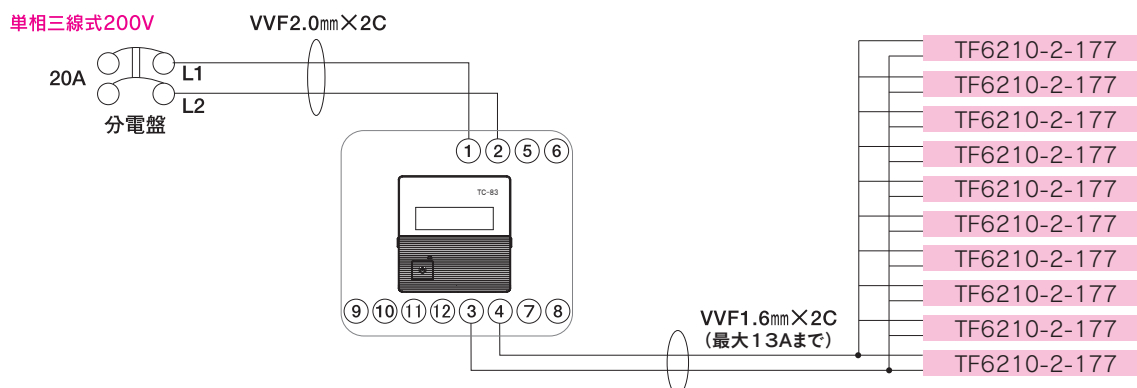 単相三線式200V
VVF2.0㎜×2C
20A
L1
L2
分電盤
① ② ⑤ ⑥
TC-83
⑨ ⑩ ⑪ ⑫ ③ ④ ⑦ ⑧
VVF1.6㎜×2C
(最大13Aまで)
TF6210-2-177
TF6210-2-177
TF6210-2-177
TF6210-2-177
TF6210-2-177
TF6210-2-177
TF6210-2-177
TF6210-2-177
TF6210-2-177
TF6210-2-177